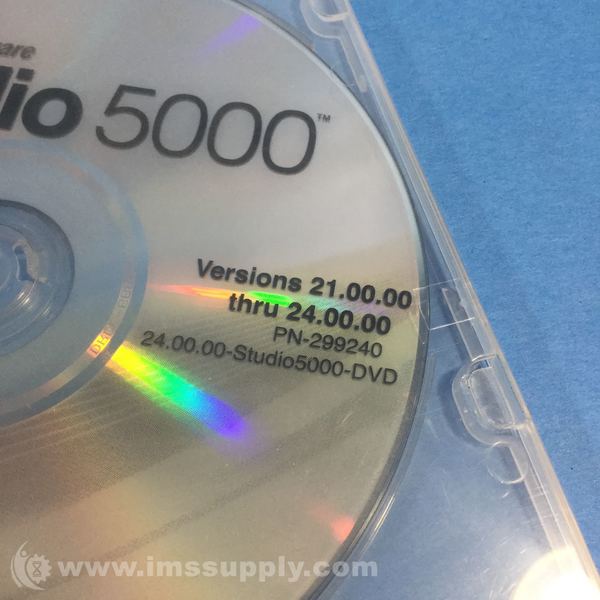 are
dio 5000™
Versions 21.00.00
thru 24.00.00
PN-299240
24.00.00-Studio5000-DVD
www.imssupply.com